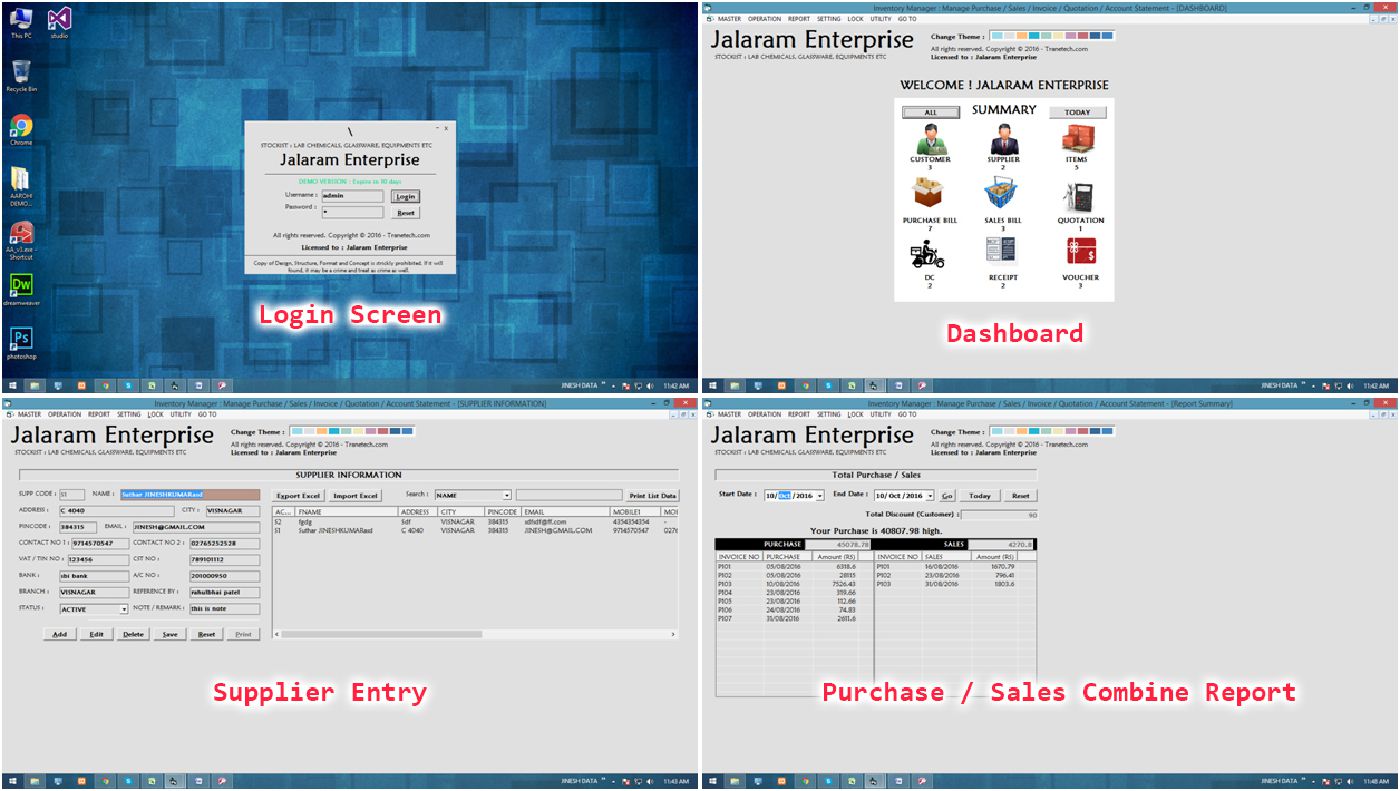 This PC
studio
Recycle Bin
Chrome
AAROH
DEMO...
AA_v1.exe -
Shortcut
dreamweaver
photoshop
STOCKIST : LAB CHEMICALS, GLASSWARE, EQUIPMENTS ETC
Jalaram Enterprise
DEMO VERSION : Expire in 80 days
Username : admin Login
Password : Reset
All rights reserved. Copyright © 2016 - Tranetech.com
Licensed to : Jalaram Enterprise
Copy of Design, Structure, Format and Concept is strictly prohibited. If it will
found, it may be a crime and treat as crime as well.
Login Screen
JINESH DATA 11:42 AM
Inventory Manager : Manage Purchase / Sales / Invoice / Quotation / Account Statement - [DASHBOARD]
MASTER OPERATION REPORT SETTING LOCK UTILITY GO TO
Jalaram Enterprise
STOCKIST : LAB CHEMICALS, GLASSWARE, EQUIPMENTS ETC
Change Theme :
All rights reserved. Copyright © 2016 - Tranetech.com
Licensed to : Jalaram Enterprise
WELCOME ! JALARAM ENTERPRISE
ALL SUMMARY TODAY
CUSTOMER SUPPLIER ITEMS
3 2 5
PURCHASE BILL SALES BILL QUOTATION
7 3 1
DC RECEIPT VOUCHER
2 2 3
Dashboard
JINESH DATA 11:42 AM
Inventory Manager : Manage Purchase / Sales / Invoice / Quotation / Account Statement - [SUPPLIER INFORMATION]
MASTER OPERATION REPORT SETTING LOCK UTILITY GO TO
Jalaram Enterprise
STOCKIST : LAB CHEMICALS, GLASSWARE, EQUIPMENTS ETC
Change Theme :
All rights reserved. Copyright © 2016 - Tranetech.com
Licensed to : Jalaram Enterprise
SUPPLIER INFORMATION
SUPP CODE : S1 NAME : Suthar JINESHKUMARasd
ADDRESS : C 4040 CITY : VISNAGAR
PINCODE : 384315 EMAIL : JINESH@GMAIL.COM
CONTACT NO 1 : 9714570547 CONTACT NO 2 : 02765252528
VAT / TIN NO : 123456 CST NO : 789101112
BANK : sbi bank A/C NO : 201000950
BRANCH : VISNAGAR REFERENCE BY : rahulbhai patel
STATUS : ACTIVE NOTE / REMARK : this is note
Add Edit Delete Save Reset Print
Export Excel Import Excel Search : NAME Print List Data
AC... FNAME ADDRESS CITY PINCODE EMAIL MOBILE1 MOI
S2 fgdg sdf VISNAGAR 384315 sdfsdf@ff.com 4354354354 -
S1 Suthar JINESHKUMARasd C 4040 VISNAGAR 384315 JINESH@GMAIL.COM 9714570547 027
Supplier Entry
JINESH DATA 11:43 AM
Inventory Manager : Manage Purchase / Sales / Invoice / Quotation / Account Statement - [Report Summary]
MASTER OPERATION REPORT SETTING LOCK UTILITY GO TO
Jalaram Enterprise
STOCKIST : LAB CHEMICALS, GLASSWARE, EQUIPMENTS ETC
Change Theme :
All rights reserved. Copyright © 2016 - Tranetech.com
Licensed to : Jalaram Enterprise
Total Purchase / Sales
Start Date : 10/Oct/2016 End Date : 10/Oct/2016 Go Today Reset
Total Discount (Customer) : 90
Your Purchase is 40807.98 high.
PURCHASE 45078.78 SALES 4270.8
INVOICE NO PURCHASE Amount (RS) INVOICE NO SALES Amount (RS)
P101 05/08/2016 6318.6 P101 16/08/2016 1670.79
P102 05/08/2016 28115 P102 23/08/2016 796.41
P103 10/08/2016 7526.43 P103 31/08/2016 1803.6
P104 23/08/2016 319.66
P105 23/08/2016 112.66
P106 24/08/2016 74.83
P107 31/08/2016 2611.6
Purchase / Sales Combine Report
JINESH DATA 11:48 AM